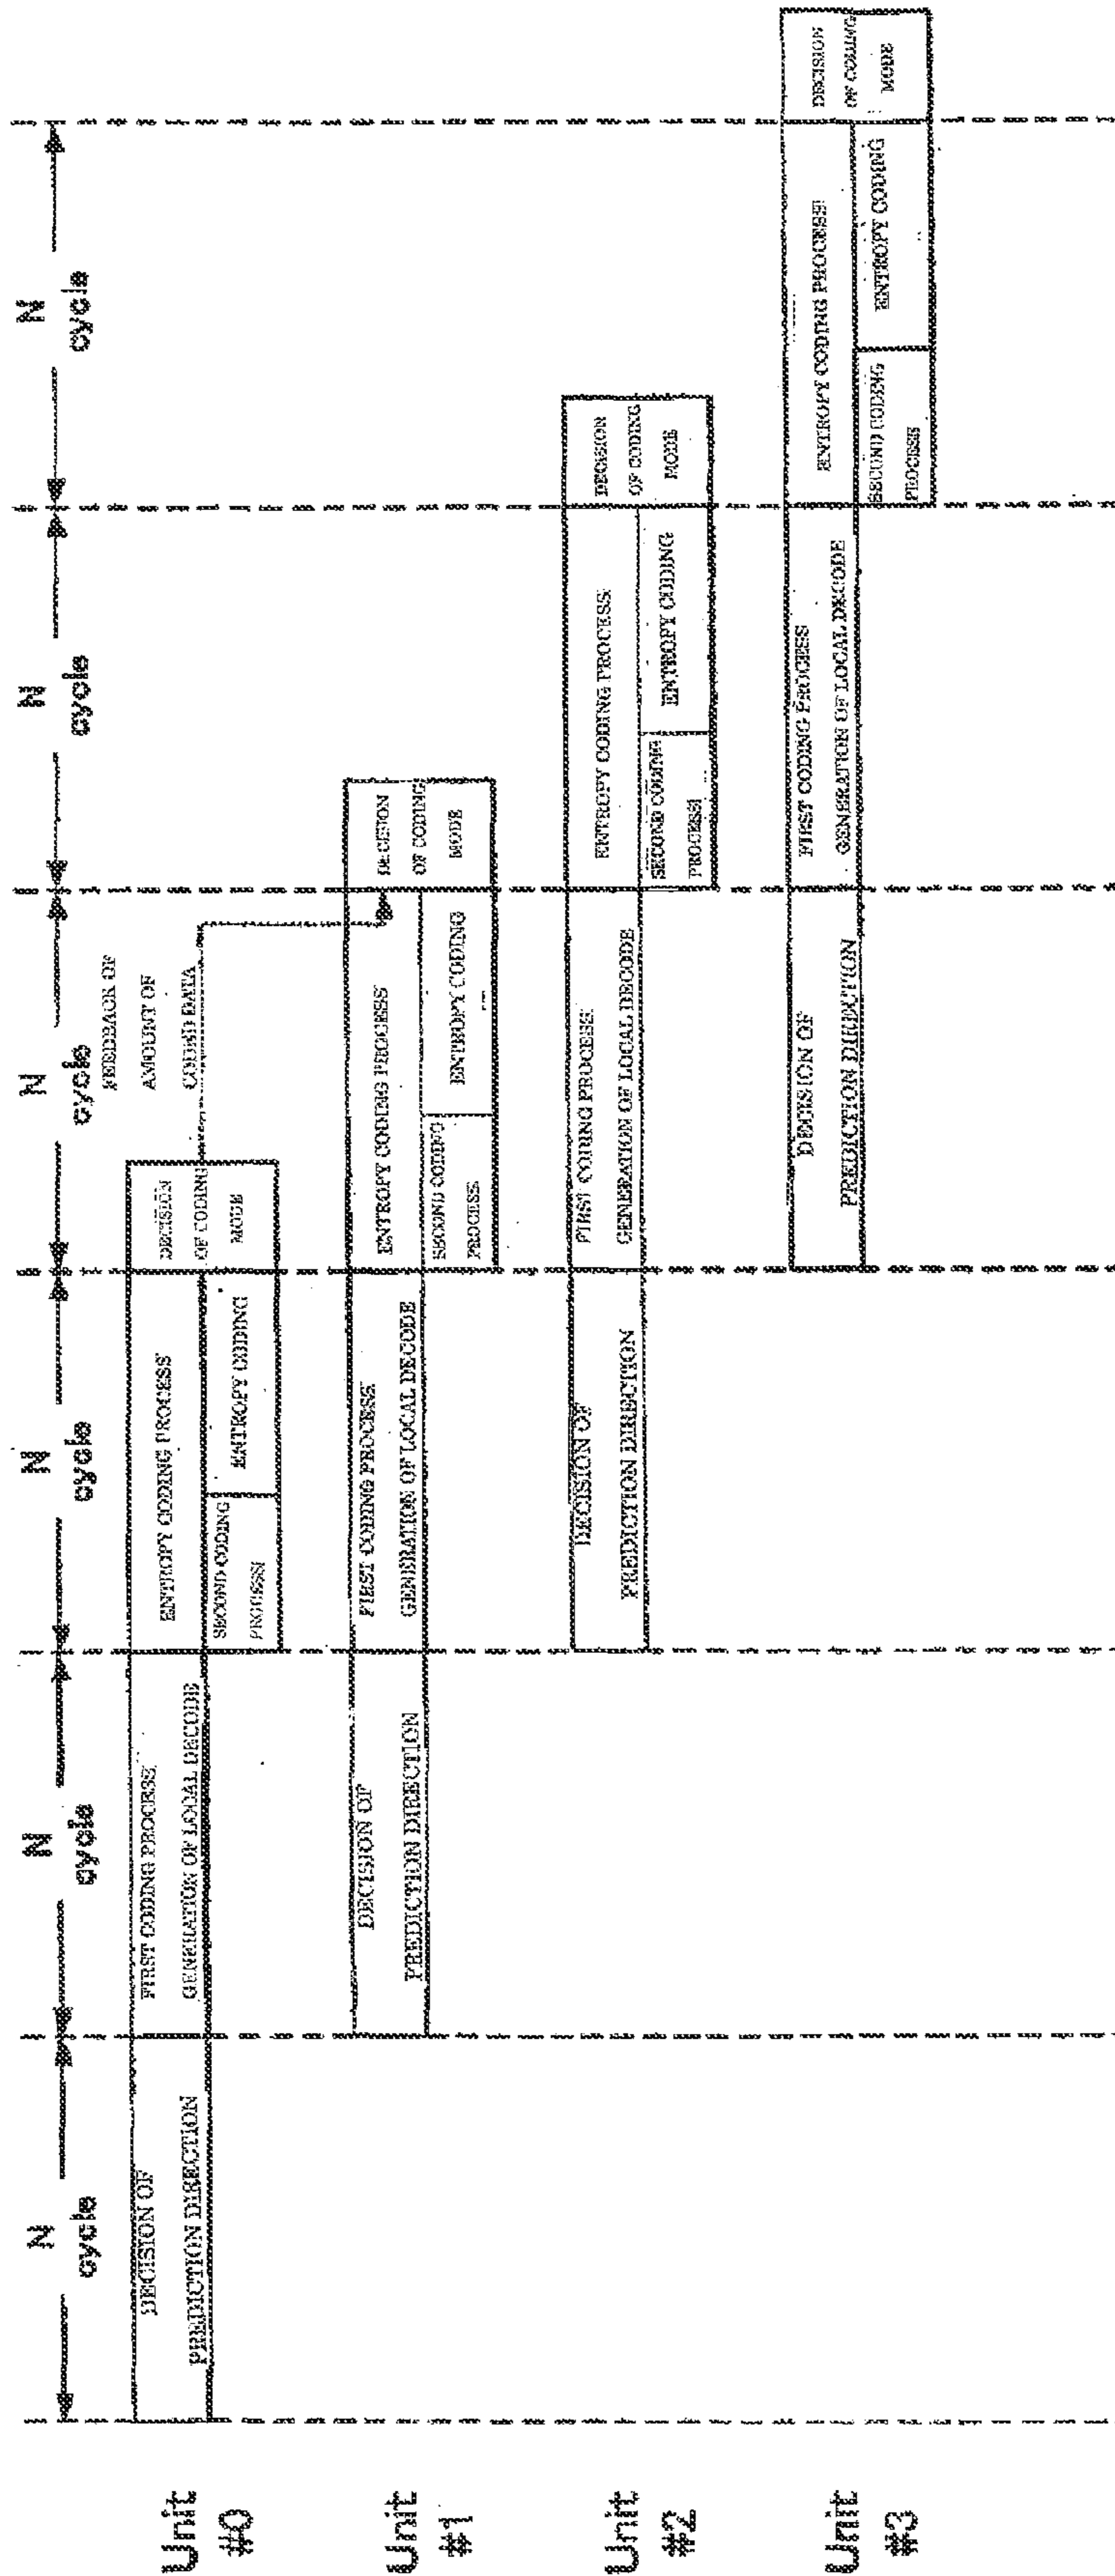 N
cycle
N
cycle
N
cycle
N
cycle
N
cycle
N
cycle
Unit
#0
DECISION OF
PREDICTION DIRECTION
FIRST CODING PROCESS
GENERATION OF LOCAL DECODE
ENTROPY CODING PROCESS
SECOND CODING
PROCESS
ENTROPY CODING
DECISION
OF CODING
MODE
FEEDBACK OF
AMOUNT OF
CODED DATA
Unit
#1
DECISION OF
PREDICTION DIRECTION
FIRST CODING PROCESS
GENERATION OF LOCAL DECODE
ENTROPY CODING PROCESS
SECOND CODING
PROCESS
ENTROPY CODING
DECISION
OF CODING
MODE
Unit
#2
DECISION OF
PREDICTION DIRECTION
FIRST CODING PROCESS
GENERATION OF LOCAL DECODE
ENTROPY CODING PROCESS
SECOND CODING
PROCESS
ENTROPY CODING
DECISION
OF CODING
MODE
Unit
#3
DECISION OF
PREDICTION DIRECTION
FIRST CODING PROCESS
GENERATION OF LOCAL DECODE
ENTROPY CODING PROCESS
SECOND CODING
PROCESS
ENTROPY CODING
DECISION
OF CODING
MODE